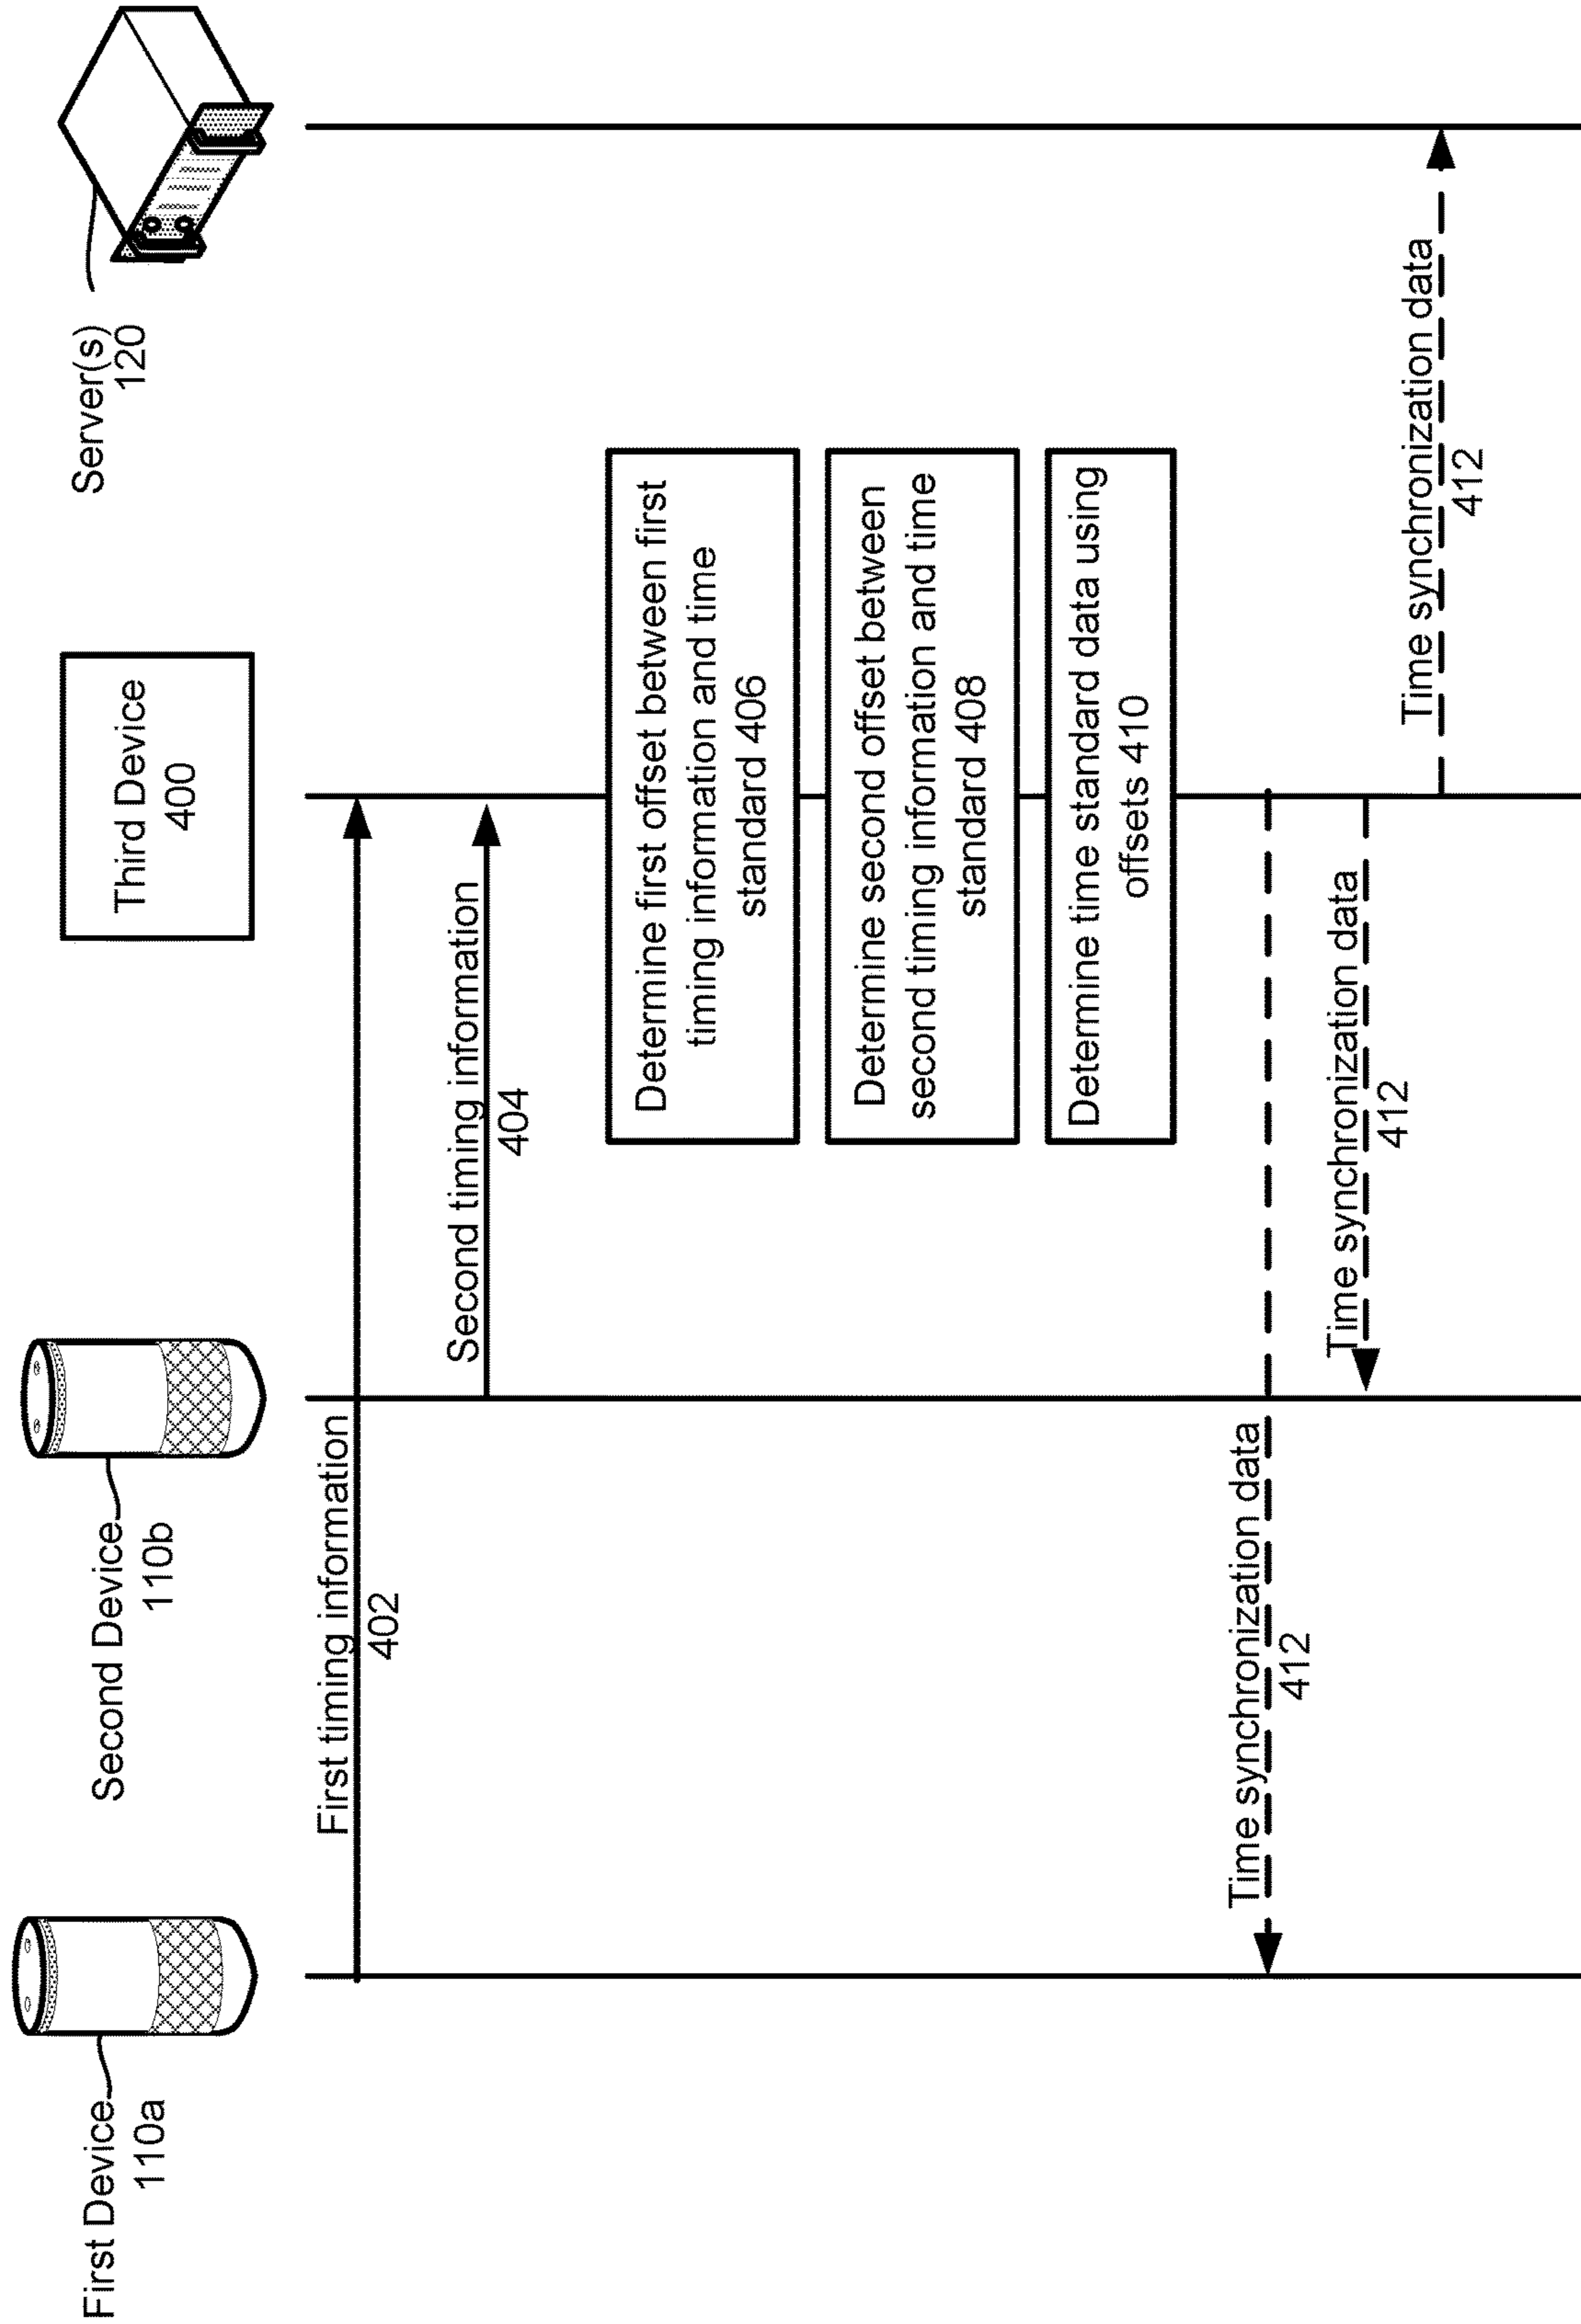 First Device
110a
Second Device
110b
Third Device
400
Server(s)
120
First timing information
402
Second timing information
404
Determine first offset between first
timing information and time
standard 406
Determine second offset between
second timing information and time
standard 408
Determine time standard data using
offsets 410
Time synchronization data
412
Time synchronization data
412
Time synchronization data
412